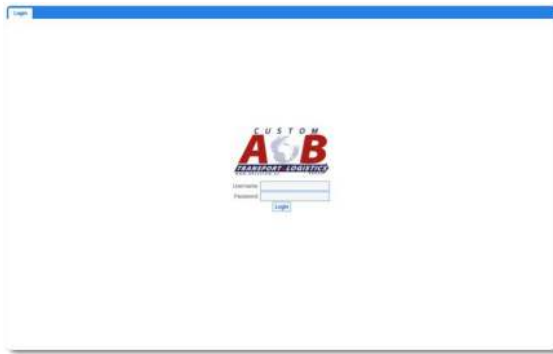 Login
CUSTOM
A B
TRANSPORT LOGISTICS
Username
Password
Login